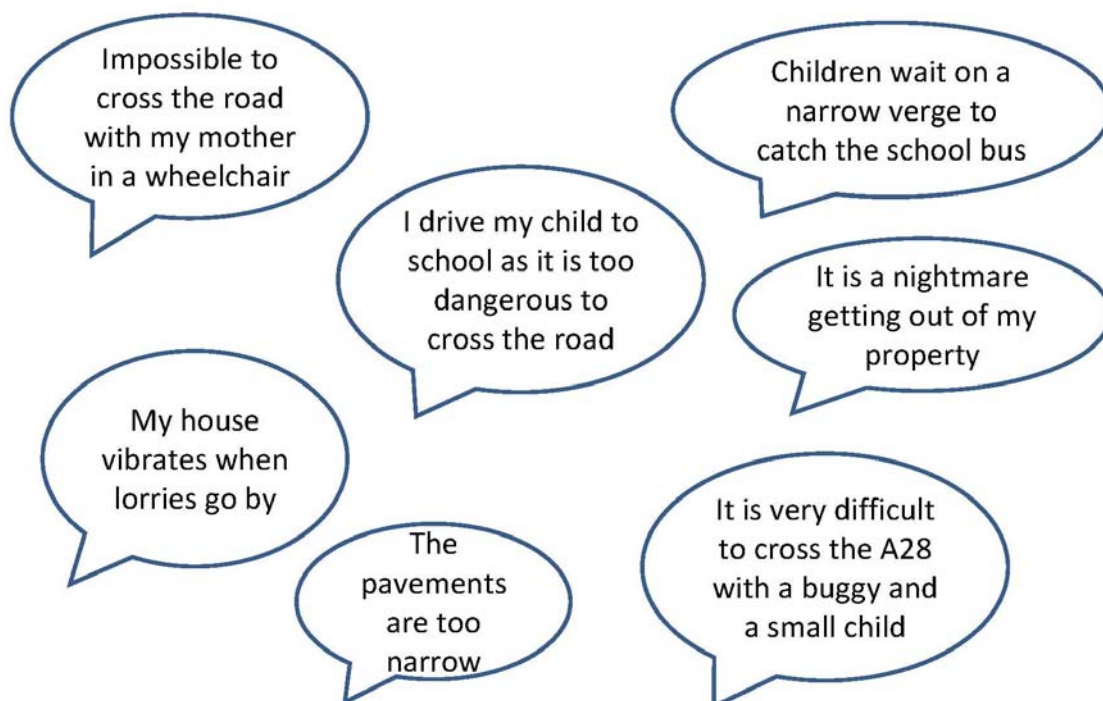 Impossible to
cross the road
with my mother
in a wheelchair
Children wait on a
narrow verge to
catch the school bus
I drive my child to
school as it is too
dangerous to
cross the road
It is a nightmare
getting out of my
property
My house
vibrates when
lorries go by
The
pavements
are too
narrow
It is very difficult
to cross the A28
with a buggy and
a small child